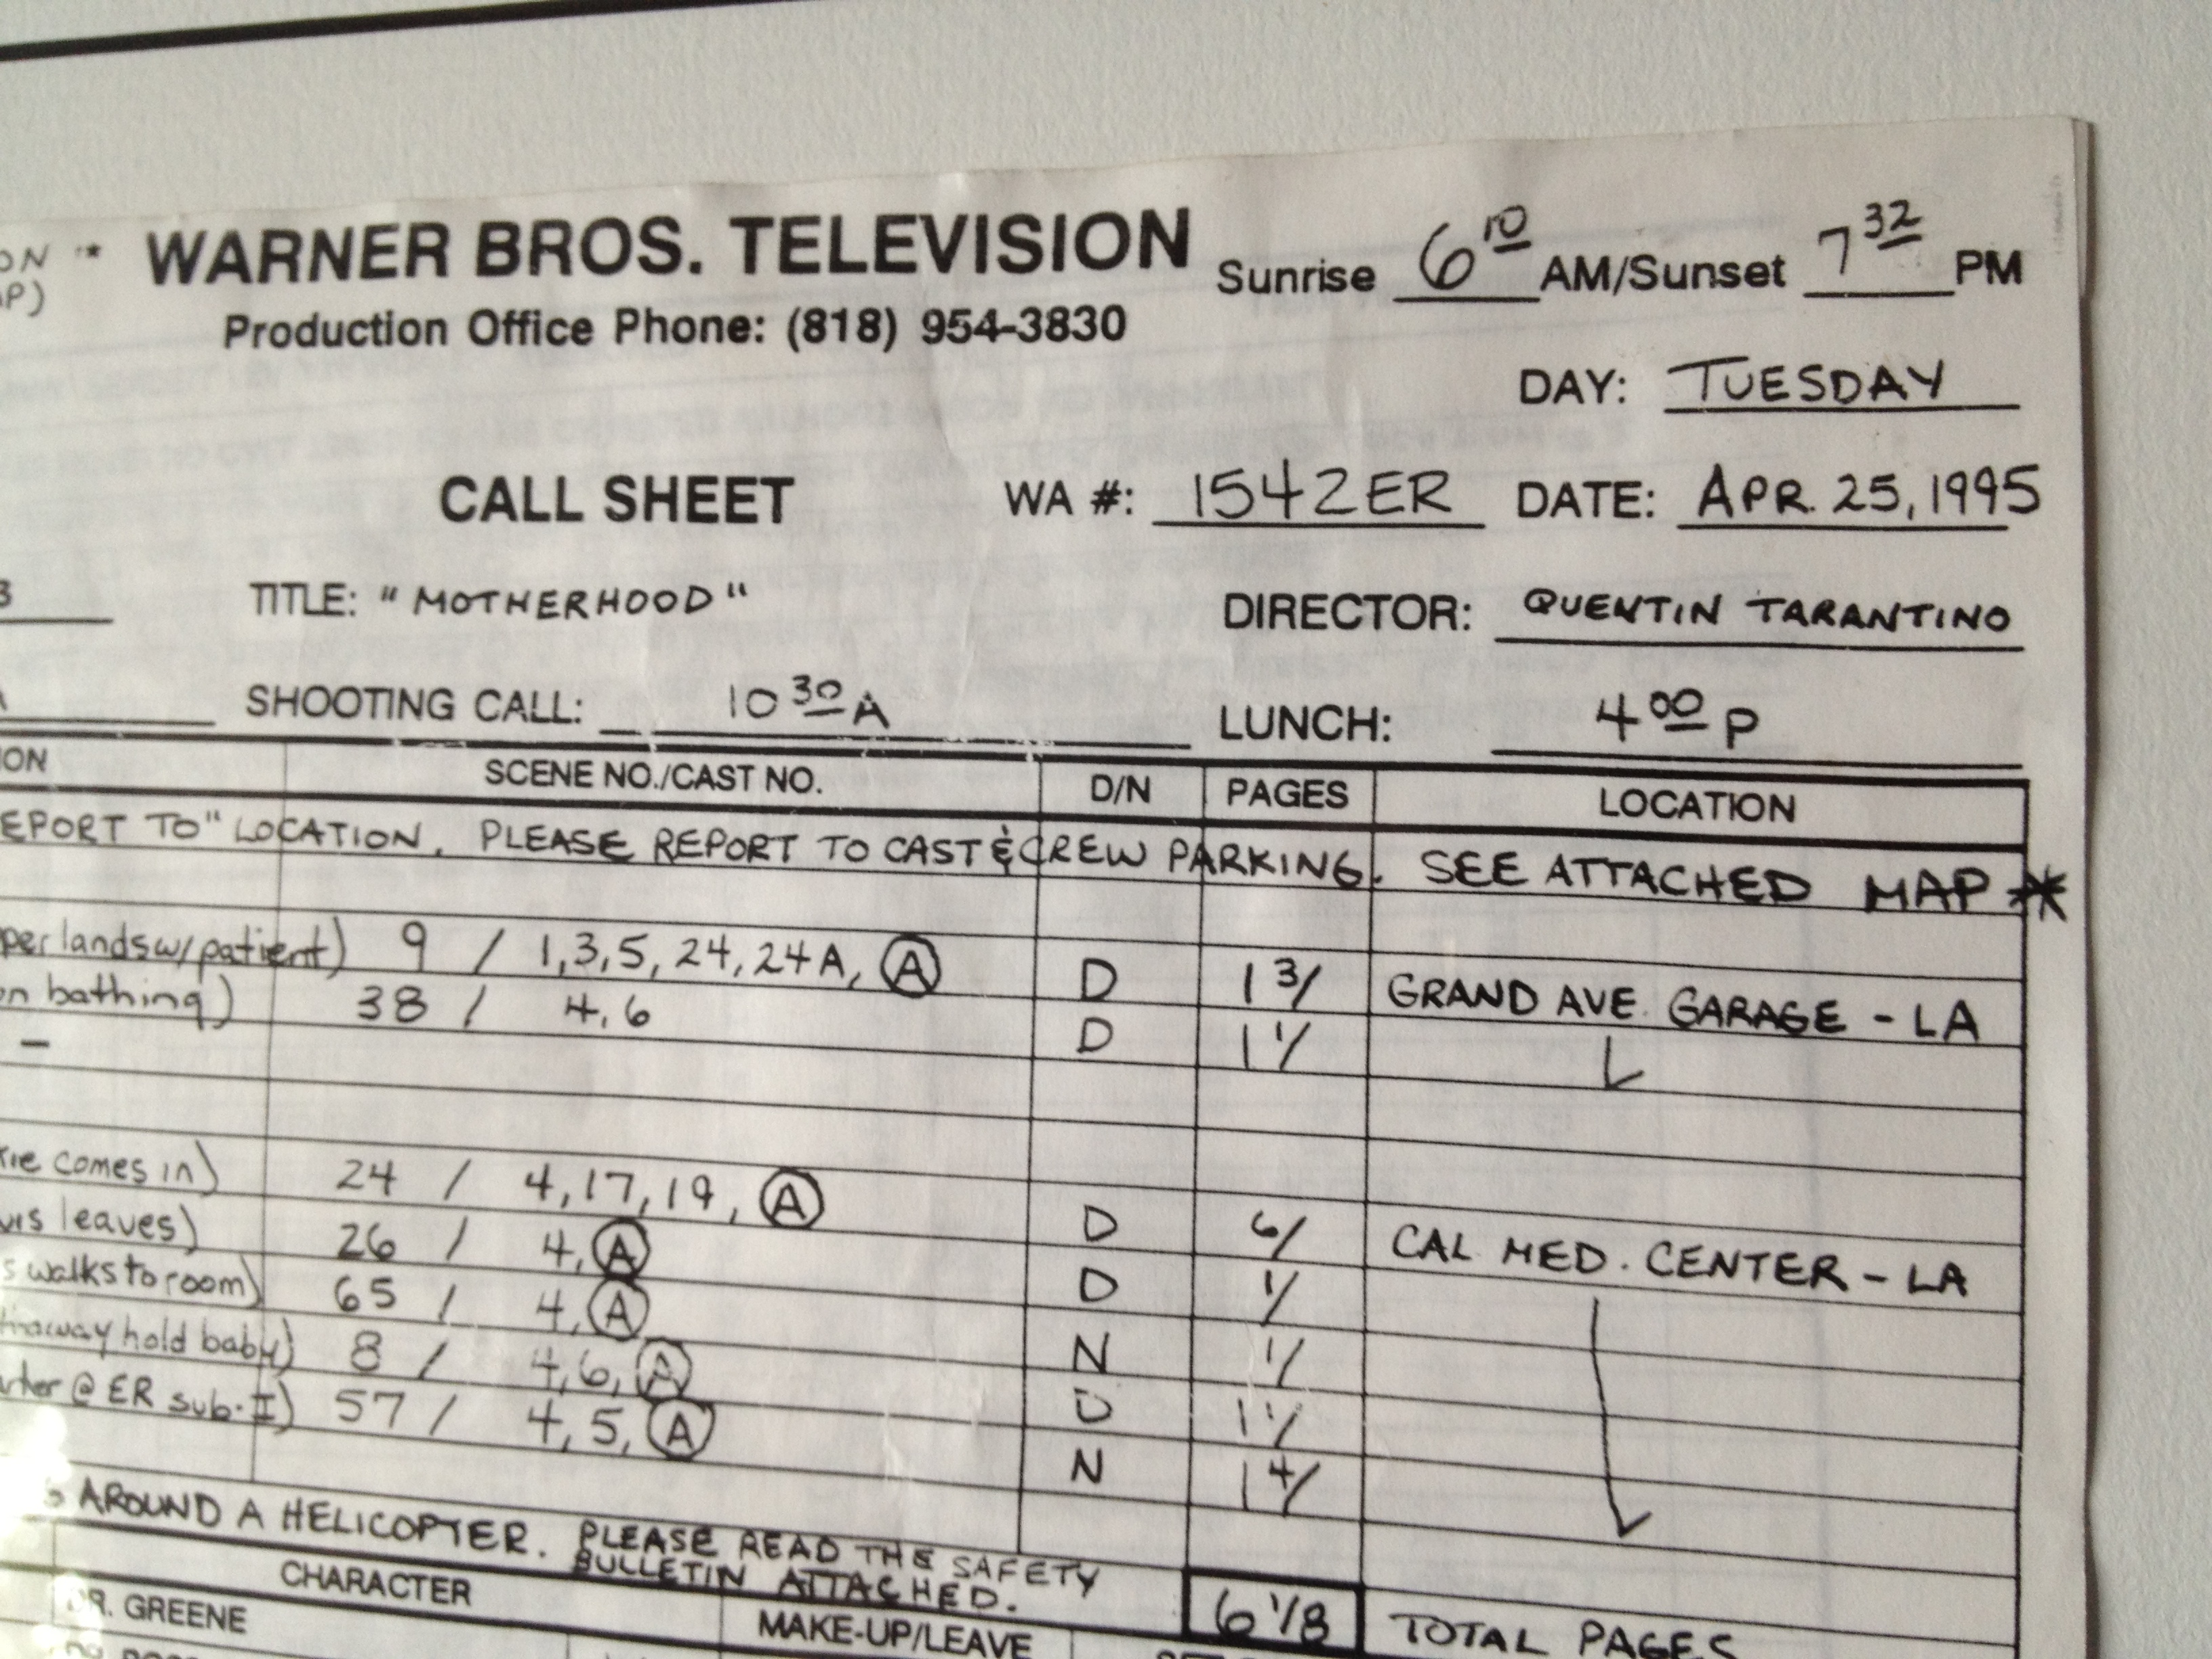 ON * WARNER BROS. TELEVISION Sunrise 6 10 AM/Sunset 7 32 PM
Production Office Phone: (818) 954-3830
DAY: TUESDAY
CALL SHEET WA #: 1542ER DATE: APR. 25, 1995
TITLE: "MOTHERHOOD" DIRECTOR: QUENTIN TARANTINO
SHOOTING CALL: 10 30 A LUNCH: 4 00 P
SCENE NO./CAST NO. D/N PAGES LOCATION
EPORT TO" LOCATION. PLEASE REPORT TO CAST & CREW PARKING. SEE ATTACHED MAP *
per lands w/patient) 9 / 1,3,5, 24, 24A, A D 1 3/ GRAND AVE. GARAGE - LA
on bathing) 38 / 4,6 D 1 1/
-
comes in) 24 / 4,17,19, A D 6/ CAL MED. CENTER - LA
leaves) 26 / 4, A D 1/
s walks to room) 65 / 4, A N 1/
hold baby) 8 / 4,6, A D 1 1/
@ ER sub. I) 57 / 4, 5, A N 1 4/
AROUND A HELICOPTER. PLEASE READ THE SAFETY
BULLETIN ATTACHED.
6 1/8 TOTAL PAGES
CHARACTER MAKE-UP/LEAVE
DR. GREENE